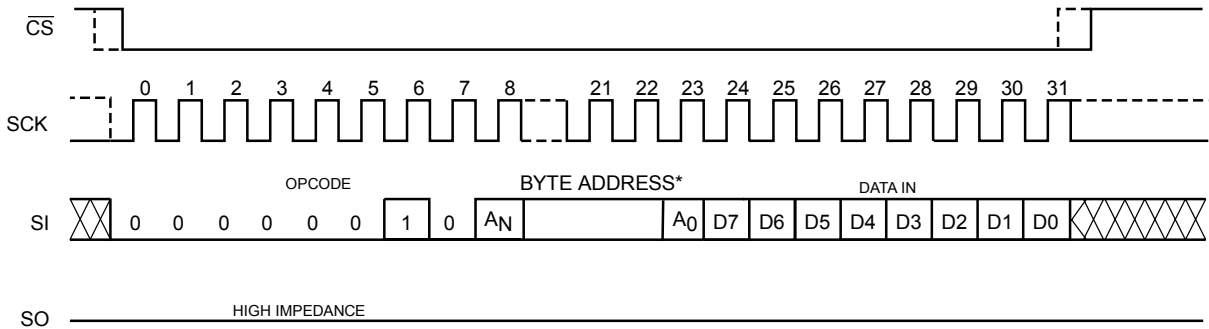 CS
0 1 2 3 4 5 6 7 8 21 22 23 24 25 26 27 28 29 30 31
SCK
OPCODE BYTE ADDRESS* DATA IN
SI 0 0 0 0 0 0 1 0 AN A0 D7 D6 D5 D4 D3 D2 D1 D0
HIGH IMPEDANCE
SO